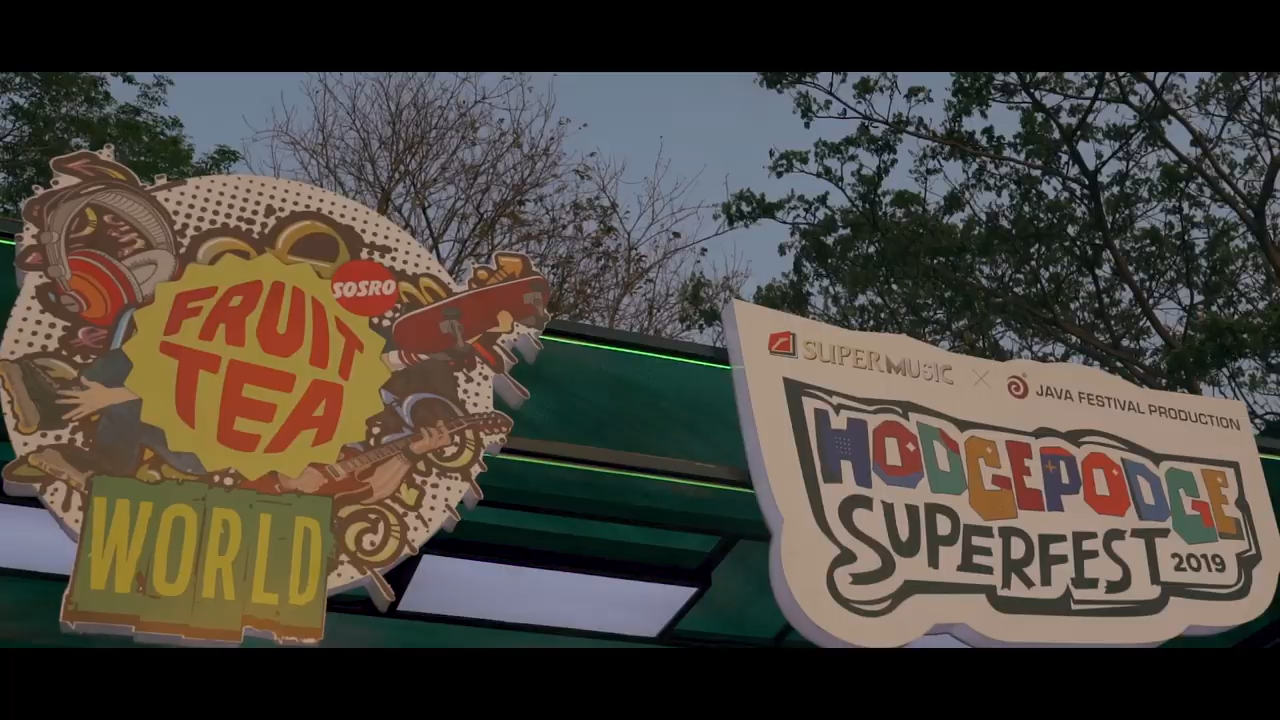 SOSRO
FRUIT
TEA
WORLD
SUPERMUSIC × JAVA FESTIVAL PRODUCTION
HODGEPODGE
SUPERFEST
2019